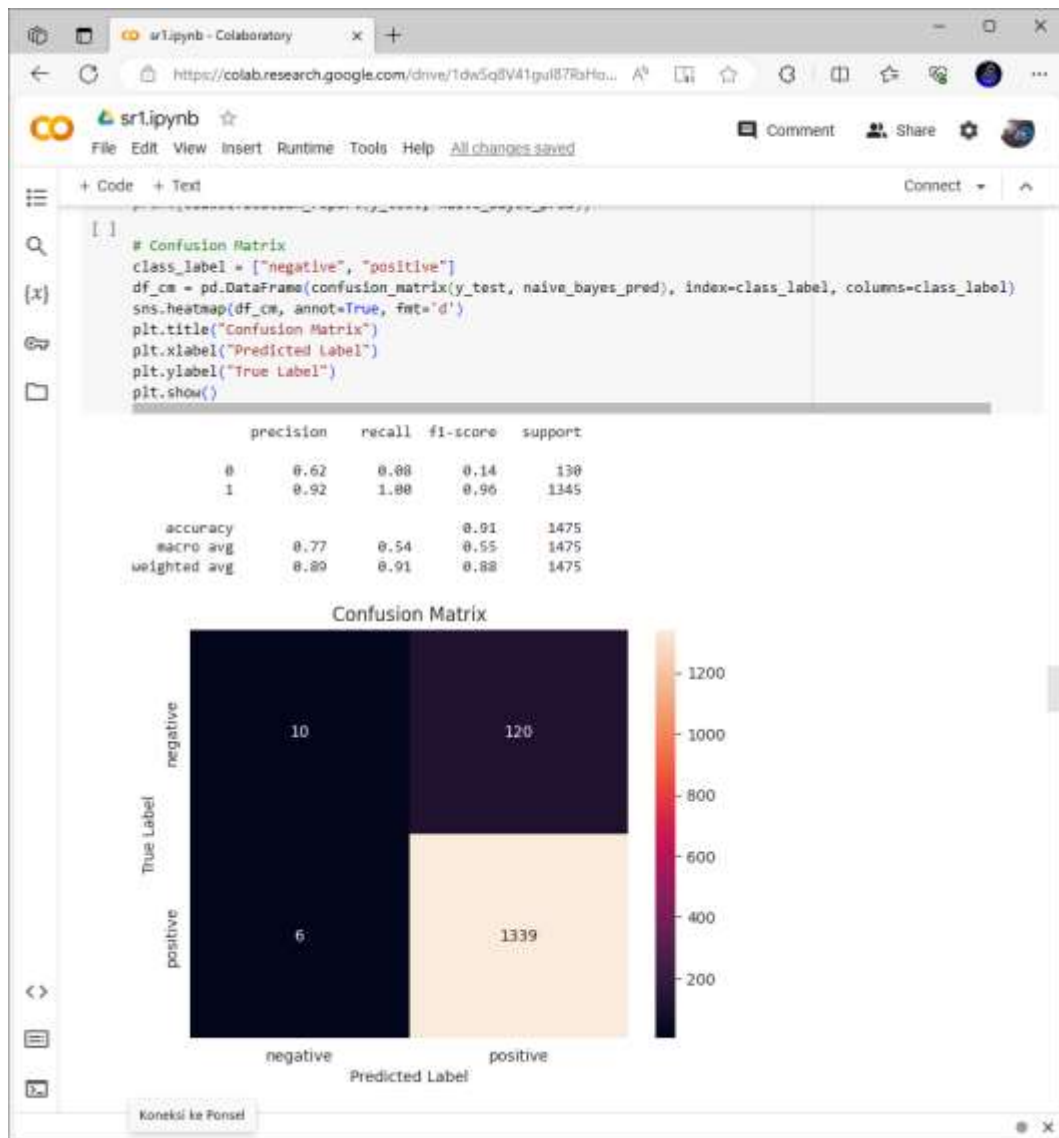 sr1.ipynb - Colaboratory
https://colab.research.google.com/drive/
sr1.ipynb
Comment
Share
File Edit View Insert Runtime Tools Help All changes saved
+ Code + Text
Connect
[ ]
# Confusion Matrix
class_label = ["negative", "positive"]
df_cm = pd.DataFrame(confusion_matrix(y_test, naive_bayes_pred), index=class_label, columns=class_label)
sns.heatmap(df_cm, annot=True, fmt='d')
plt.title("Confusion Matrix")
plt.xlabel("Predicted Label")
plt.ylabel("True Label")
plt.show()
precision recall f1-score support
0 0.62 0.08 0.14 130
1 0.92 1.00 0.96 1345
accuracy 0.91 1475
macro avg 0.77 0.54 0.55 1475
weighted avg 0.89 0.91 0.88 1475
Confusion Matrix
True Label
negative
10
120
positive
6
1339
negative
positive
Predicted Label
1200
1000
800
600
400
200
Koneksi ke Ponsel